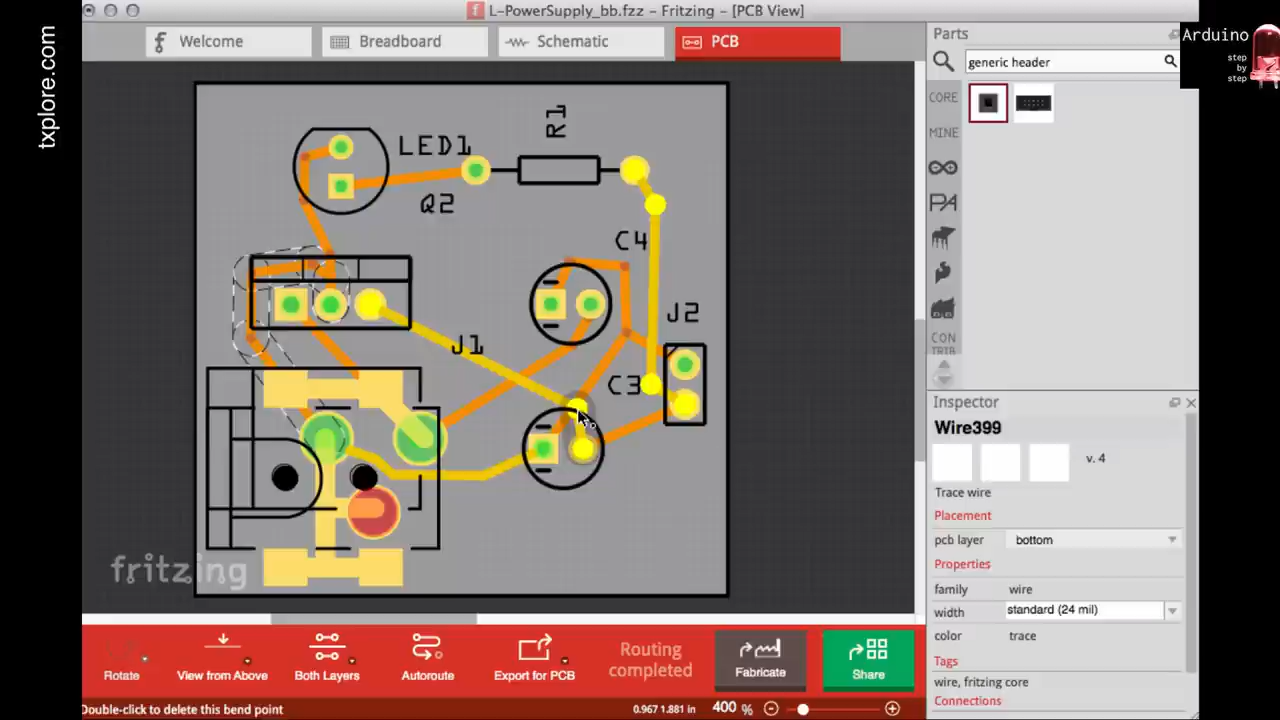 L-PowerSupply_bb.fzz – Fritzing – [PCB View]
txplore.com
Arduino
step
by
step
Welcome
Breadboard
Schematic
PCB
Parts
generic header
CORE
MINE
CON
TRIB
LED1
R1
Q2
C4
J2
J1
C3
fritzing
Inspector
Wire399
v. 4
Trace wire
Placement
pcb layer bottom
Properties
family wire
width standard (24 mil)
color trace
Tags
wire, fritzing core
Connections
Rotate
View from Above
Both Layers
Autoroute
Export for PCB
Routing
completed
Fabricate
Share
Double-click to delete this bend point
0.967 1.881 in
400 %